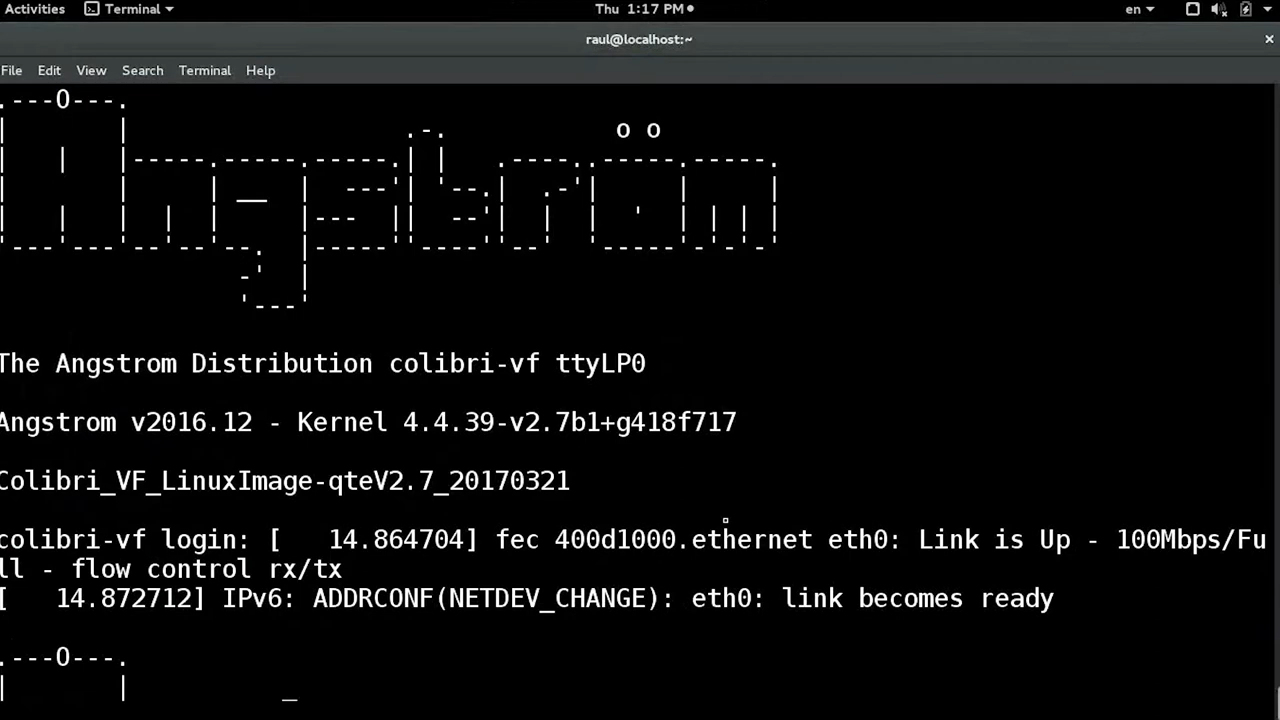 Activities Terminal Thu 1:17 PM en
raul@localhost:~
File Edit View Search Terminal Help
.---O---.
|       |                   .-.           o o
|   |   |-----.-----.-----.| |   .----..-----.-----.
|       |     | __  |  ---'| '--.|  .-'|     |     |
|   |   |  |  |     |---  ||  --'|  |  |  '  | | | |
'---'---'--'--'--.  |-----''----'--'  '-----'-'-'-'
                -'  |
                '---'
The Angstrom Distribution colibri-vf ttyLP0
Angstrom v2016.12 - Kernel 4.4.39-v2.7b1+g418f717
Colibri_VF_LinuxImage-qteV2.7_20170321
colibri-vf login: [   14.864704] fec 400d1000.ethernet eth0: Link is Up - 100Mbps/Fu
ll - flow control rx/tx
[   14.872712] IPv6: ADDRCONF(NETDEV_CHANGE): eth0: link becomes ready
.---O---.
|       |          _